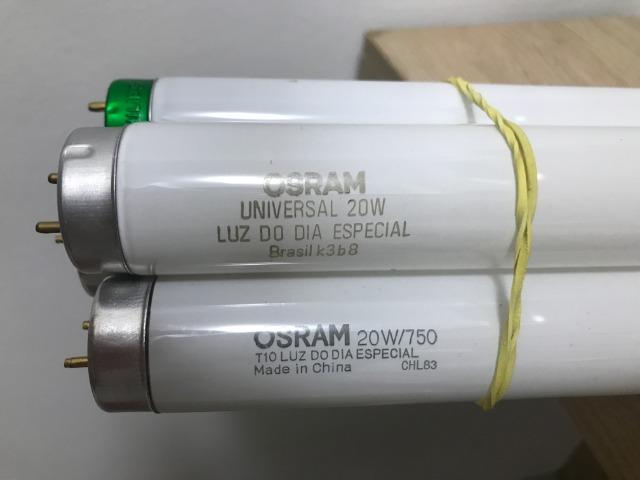 OSRAM
UNIVERSAL 20W
LUZ DO DIA ESPECIAL
Brasil k3b8
OSRAM 20W/750
T10 LUZ DO DIA ESPECIAL
Made in China CHL83